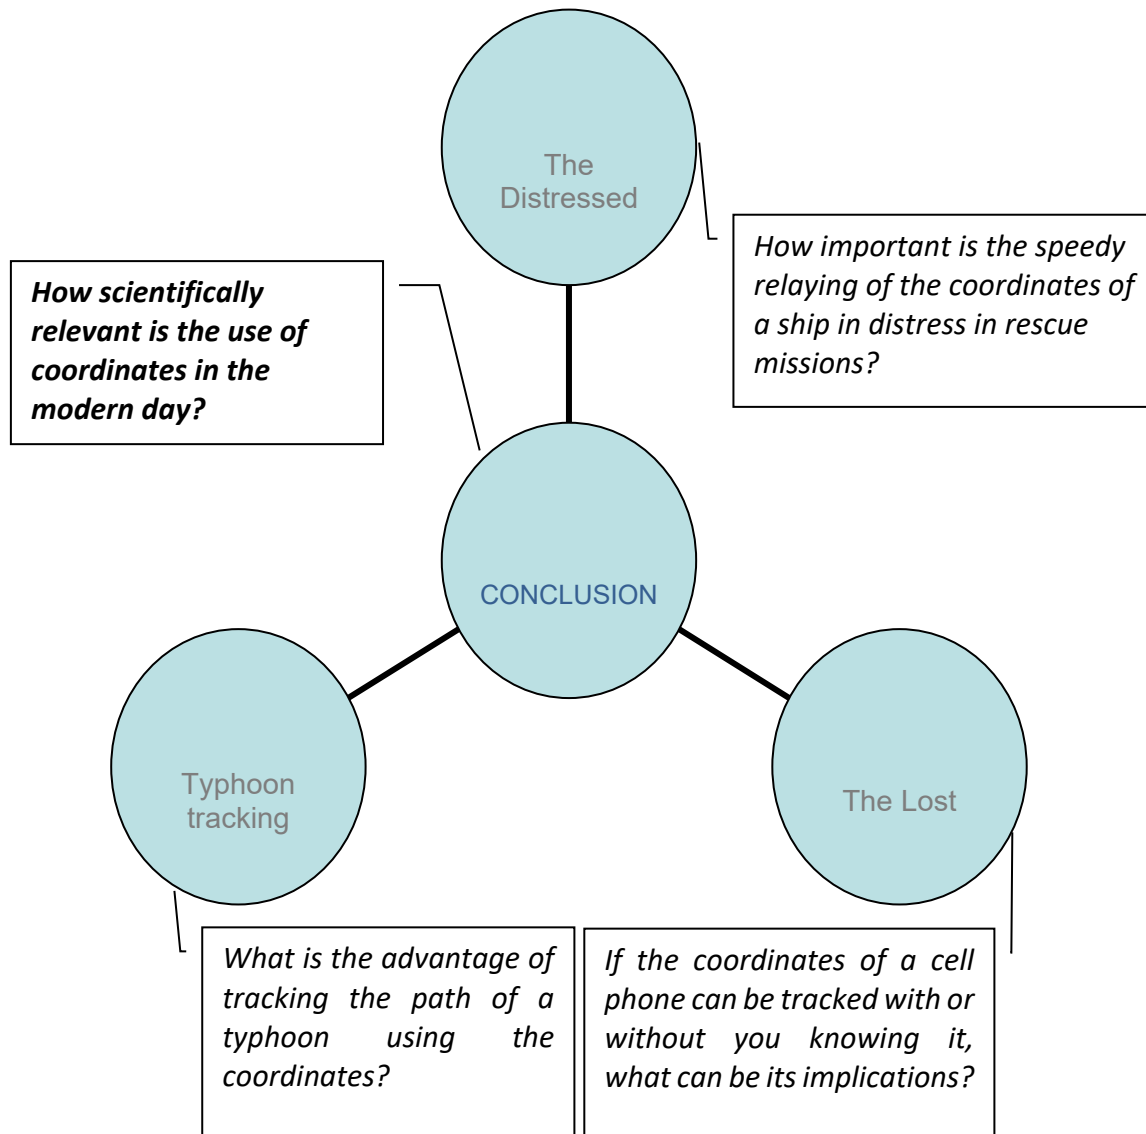 The
Distressed
How important is the speedy
relaying of the coordinates of
a ship in distress in rescue
missions?
How scientifically
relevant is the use of
coordinates in the
modern day?
CONCLUSION
Typhoon
tracking
The Lost
What is the advantage of
tracking the path of a
typhoon using the
coordinates?
If the coordinates of a cell
phone can be tracked with or
without you knowing it,
what can be its implications?